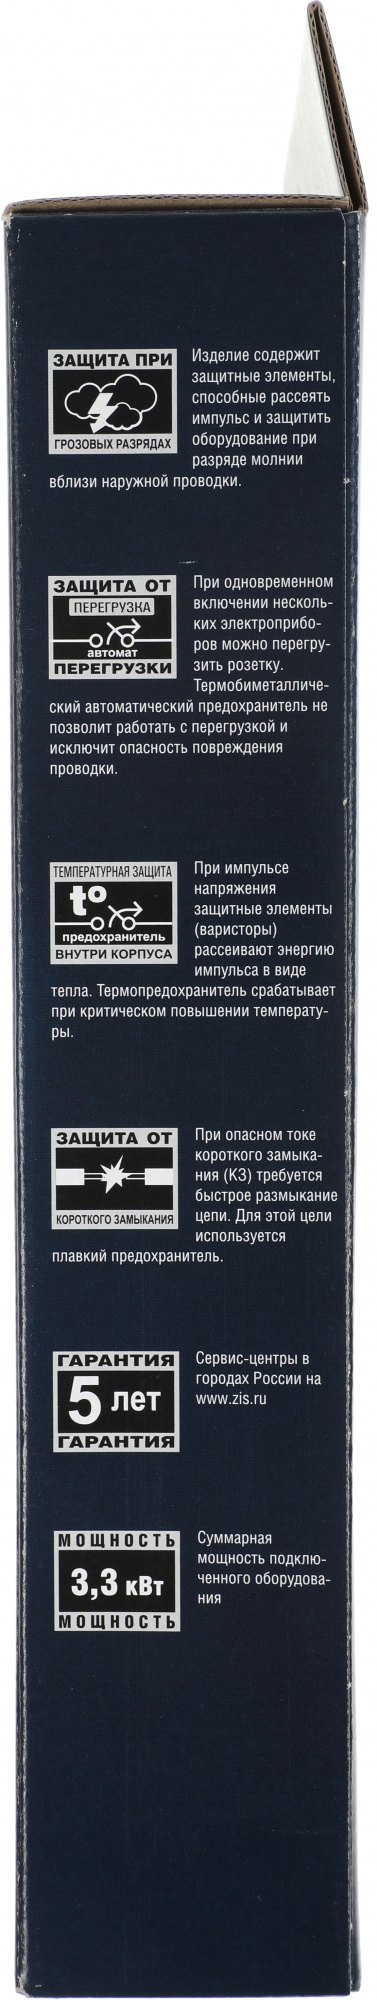 ЗАЩИТА ПРИ
ГРОЗОВЫХ РАЗРЯДАХ
Изделие содержит
защитные элементы,
способные рассеять
импульс и защитить
оборудование при
разряде молнии
вблизи наружной проводки.
ЗАЩИТА ОТ
ПЕРЕГРУЗКА
автомат
ПЕРЕГРУЗКИ
При одновременном
включении несколь-
ких электроприбо-
ров можно перегру-
зить розетку.
Термобиметалличе-
ский автоматический предохранитель не
позволит работать с перегрузкой и
исключит опасность повреждения
проводки.
ТЕМПЕРАТУРНАЯ ЗАЩИТА
t°
предохранитель
ВНУТРИ КОРПУСА
При импульсе
напряжения
защитные элементы
(варисторы)
рассеивают энергию
импульса в виде
тепла. Термопредохранитель срабатывает
при критическом повышении температу-
ры.
ЗАЩИТА ОТ
КОРОТКОГО ЗАМЫКАНИЯ
При опасном токе
короткого замыка-
ния (КЗ) требуется
быстрое размыкание
цепи. Для этой цели
используется
плавкий предохранитель.
ГАРАНТИЯ
5 лет
ГАРАНТИЯ
Сервис-центры в
городах России на
www.zis.ru
МОЩНОСТЬ
3,3 кВт
МОЩНОСТЬ
Суммарная
мощность подклю-
ченного оборудова-
ния